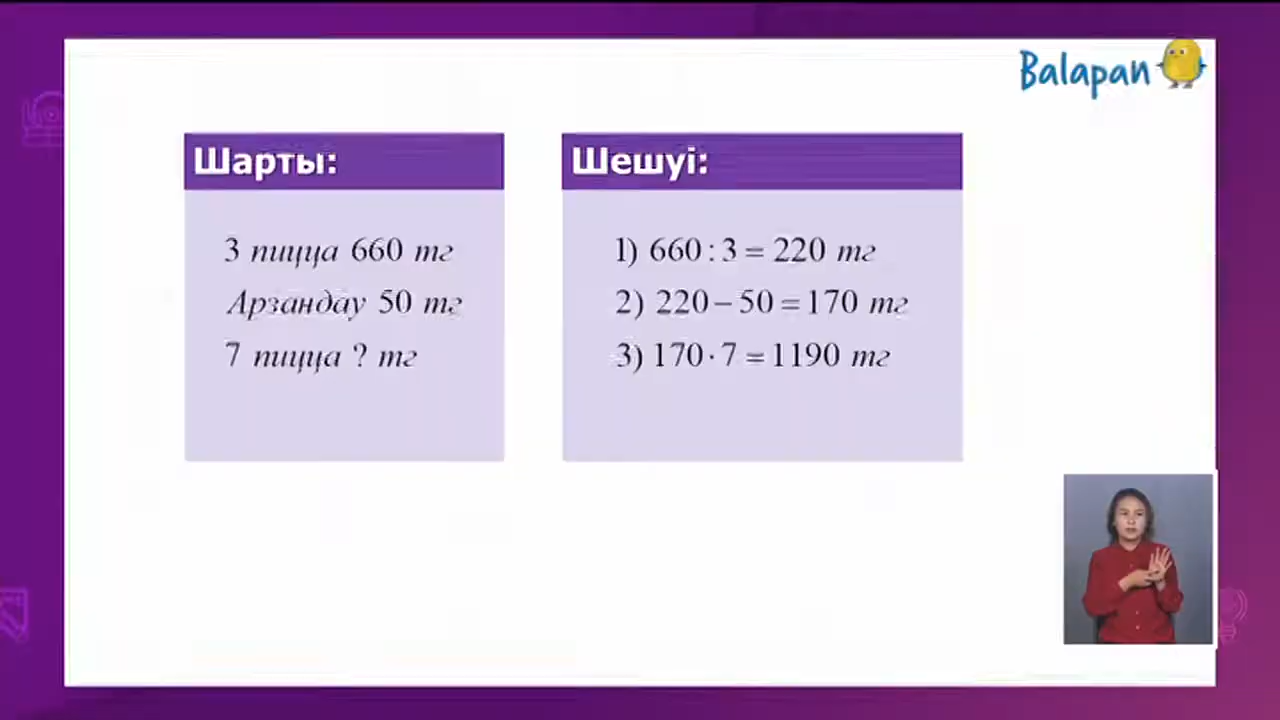 Balapan
Шарты:
3 пицца 660 тг
Арзандау 50 тг
7 пицца ? тг
Шешуі:
1) 660 : 3 = 220 тг
2) 220 – 50 = 170 тг
3) 170 · 7 = 1190 тг